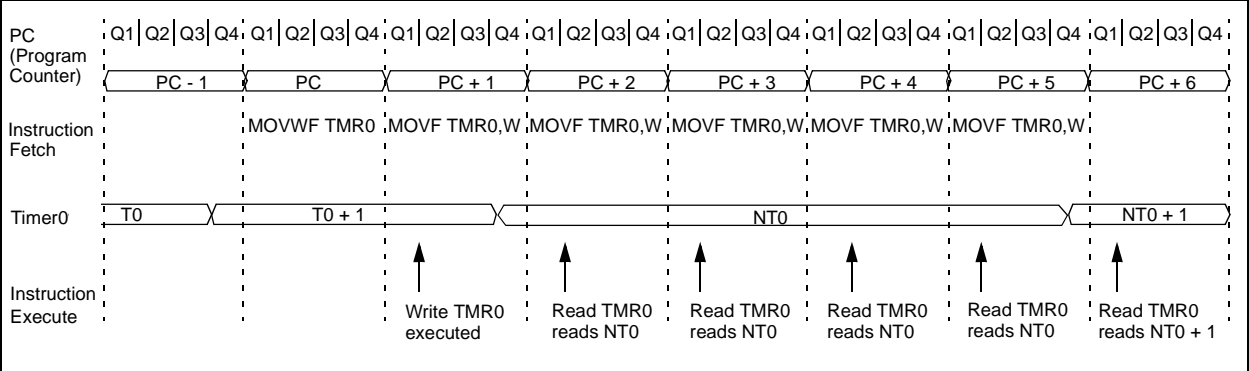 PC (Program Counter)
Q1 Q2 Q3 Q4 Q1 Q2 Q3 Q4 Q1 Q2 Q3 Q4 Q1 Q2 Q3 Q4 Q1 Q2 Q3 Q4 Q1 Q2 Q3 Q4 Q1 Q2 Q3 Q4 Q1 Q2 Q3 Q4
PC - 1 PC PC + 1 PC + 2 PC + 3 PC + 4 PC + 5 PC + 6
Instruction Fetch
MOVWF TMR0 MOVF TMR0,W MOVF TMR0,W MOVF TMR0,W MOVF TMR0,W MOVF TMR0,W
Timer0 T0 T0 + 1 NT0 NT0 + 1
Instruction Execute
Write TMR0 executed
Read TMR0 reads NT0
Read TMR0 reads NT0
Read TMR0 reads NT0
Read TMR0 reads NT0
Read TMR0 reads NT0 + 1